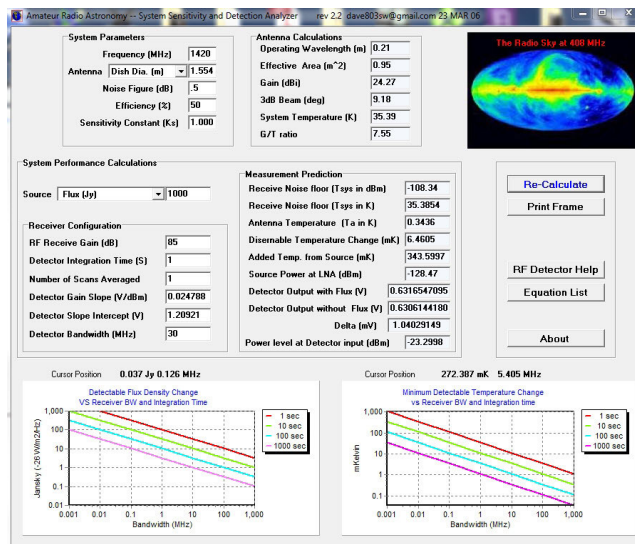 Amateur Radio Astronomy -- System Sensitivity and Detection Analyzer rev 2.2 dave803sw@gmail.com 23 MAR 06
System Parameters
Frequency (MHz) 1420
Antenna Dish Dia. (m) 1.554
Noise Figure (dB) .5
Efficiency (%) 50
Sensitivity Constant (Ks) 1.000
Antenna Calculations
Operating Wavelength (m) 0.21
Effective Area (m^2) 0.95
Gain (dBi) 24.27
3dB Beam (deg) 9.18
System Temperature (K) 35.39
G/T ratio 7.55
The Radio Sky at 408 MHz
System Performance Calculations
Source Flux (Jy) 1000
Receiver Configuration
RF Receive Gain (dB) 85
Detector Integration Time (S) 1
Number of Scans Averaged 1
Detector Gain Slope (V/dBm) 0.024788
Detector Slope Intercept (V) 1.20921
Detector Bandwidth (MHz) 30
Measurement Prediction
Receive Noise floor (Tsys in dBm) -108.34
Receive Noise floor (Tsys in K) 35.3854
Antenna Temperature (Ta in K) 0.3436
Disernable Temperature Change (mK) 6.4605
Added Temp. from Source (mK) 343.5997
Source Power at LNA (dBm) -128.47
Detector Output with Flux (V) 0.6316547095
Detector Output without Flux (V) 0.6306144180
Delta (mV) 1.04029149
Power level at Detector input (dBm) -23.2998
Re-Calculate
Print Frame
RF Detector Help
Equation List
About
Cursor Position 0.037 Jy 0.126 MHz
Detectable Flux Density Change
VS Receiver BW and Integration Time
Jansky (-26 W/m2/Hz)
1,000
100
10
1
0.1
0.01
0.001 0.01 0.1 1 10 100 1,000
Bandwidth (MHz)
1 sec
10 sec
100 sec
1000 sec
Cursor Position 272.387 mK 5.405 MHz
Minimum Detectable Temperature Change
vs Receiver BW and Integration time
mKelvin
1,000
100
10
1
0.1
0.001 0.01 0.1 1 10 100 1,000
Bandwidth (MHz)
1 sec
10 sec
100 sec
1000 sec